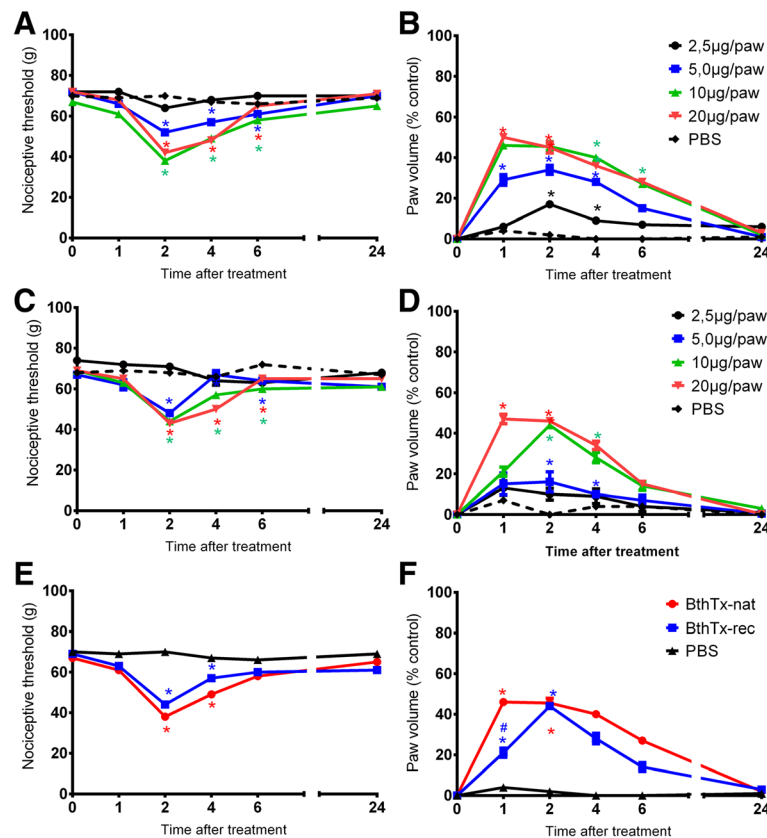 A
Nociceptive threshold (g)
100
80
60
40
20
0
* * *
* * *
* * *
0 1 2 4 6 24
Time after treatment
B
Paw volume (% control)
100
80
60
40
20
0
2,5µg/paw
5,0µg/paw
10µg/paw
20µg/paw
PBS
* * *
* * * *
* *
0 1 2 4 6 24
Time after treatment
C
Nociceptive threshold (g)
100
80
60
40
20
0
* *
* * *
* * *
0 1 2 4 6 24
Time after treatment
D
Paw volume (% control)
100
80
60
40
20
0
2,5µg/paw
5,0µg/paw
10µg/paw
20µg/paw
PBS
* *
* *
* *
0 1 2 4 6 24
Time after treatment
E
Nociceptive threshold (g)
100
80
60
40
20
0
* *
* *
0 1 2 4 6 24
Time after treatment
F
Paw volume (% control)
100
80
60
40
20
0
BthTx-nat
BthTx-rec
PBS
* *
#
* *
0 1 2 4 6 24
Time after treatment